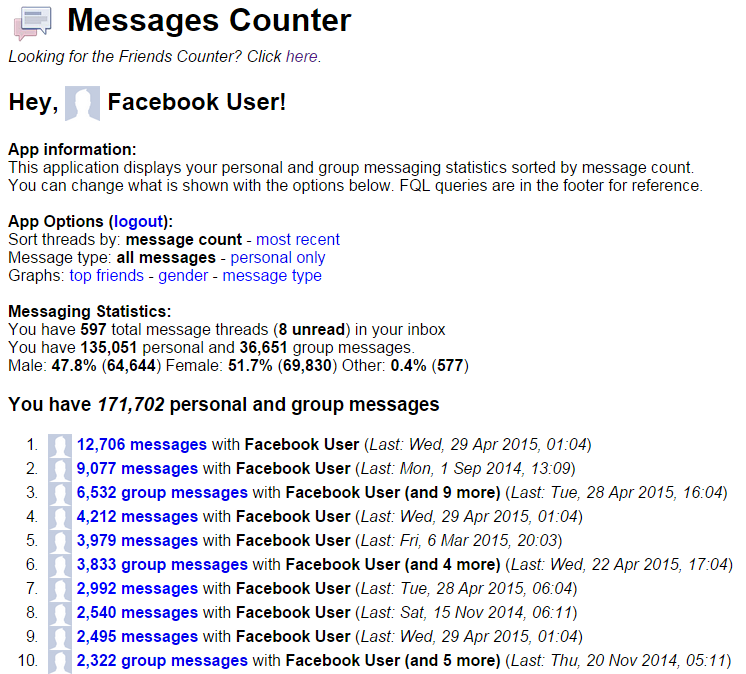 Messages Counter
Looking for the Friends Counter? Click here.
Hey, Facebook User!
App information:
This application displays your personal and group messaging statistics sorted by message count.
You can change what is shown with the options below. FQL queries are in the footer for reference.
App Options (logout):
Sort threads by: message count - most recent
Message type: all messages - personal only
Graphs: top friends - gender - message type
Messaging Statistics:
You have 597 total message threads (8 unread) in your inbox
You have 135,051 personal and 36,651 group messages.
Male: 47.8% (64,644) Female: 51.7% (69,830) Other: 0.4% (577)
You have 171,702 personal and group messages
1. 12,706 messages with Facebook User (Last: Wed, 29 Apr 2015, 01:04)
2. 9,077 messages with Facebook User (Last: Mon, 1 Sep 2014, 13:09)
3. 6,532 group messages with Facebook User (and 9 more) (Last: Tue, 28 Apr 2015, 16:04)
4. 4,212 messages with Facebook User (Last: Wed, 29 Apr 2015, 01:04)
5. 3,979 messages with Facebook User (Last: Fri, 6 Mar 2015, 20:03)
6. 3,833 group messages with Facebook User (and 4 more) (Last: Wed, 22 Apr 2015, 17:04)
7. 2,992 messages with Facebook User (Last: Tue, 28 Apr 2015, 06:04)
8. 2,540 messages with Facebook User (Last: Sat, 15 Nov 2014, 06:11)
9. 2,495 messages with Facebook User (Last: Wed, 29 Apr 2015, 01:04)
10. 2,322 group messages with Facebook User (and 5 more) (Last: Thu, 20 Nov 2014, 05:11)